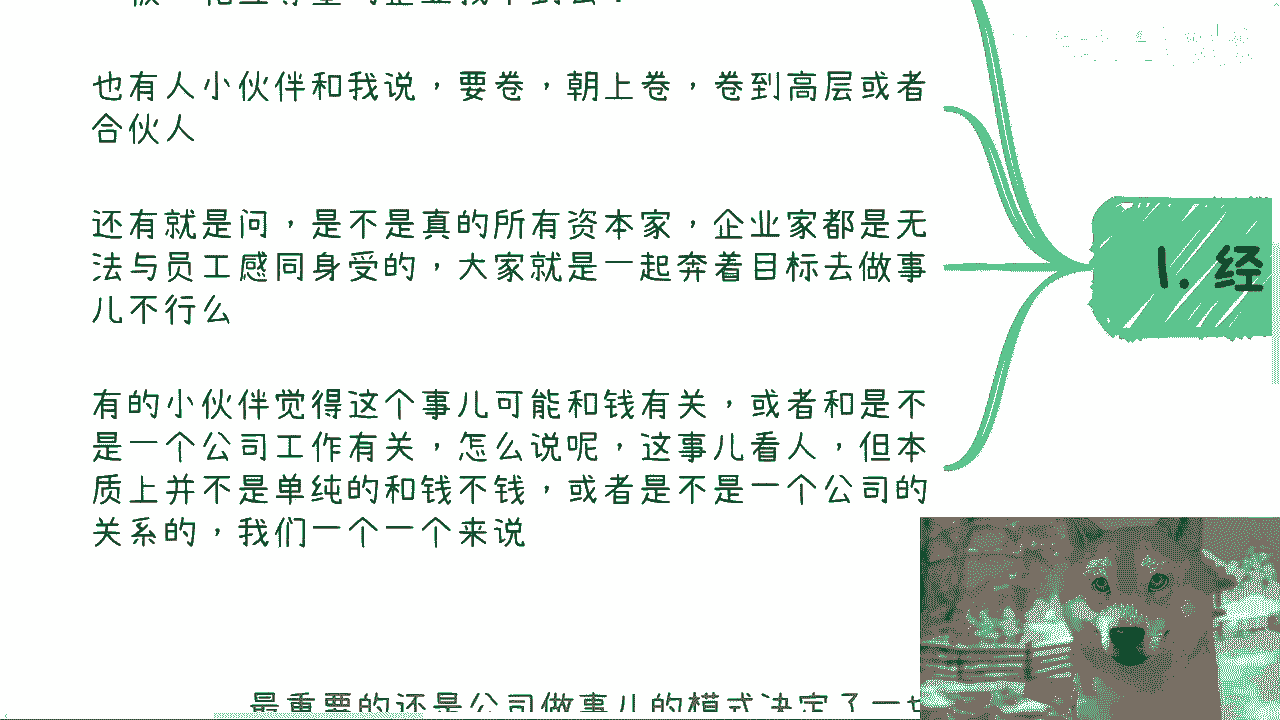 也有人小伙伴和我说，要卷，朝上卷，卷到高层或者
合伙人
还有就是问，是不是真的所有资本家，企业家都是无
法与员工感同身受的，大家就是一起奔着目标去做事
儿不行么
有的小伙伴觉得这个事儿可能和钱有关，或者和是不
是一个公司工作有关，怎么说呢，这事儿看人，但本
质上并不是单纯的和钱不钱，或者是不是一个公司的
关系的，我们一个一个来说
1. 经
最重要的还是公司做事儿的模式决定了一切